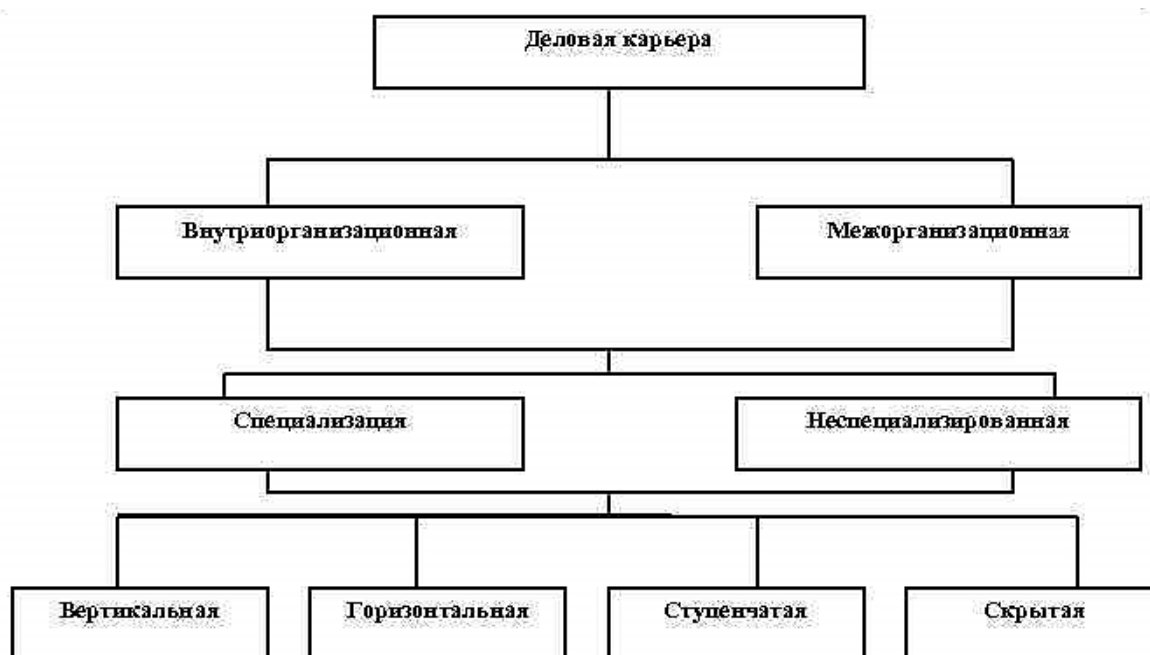 Деловая карьера
Внутриорганизационная
Межорганизационная
Специализация
Неспециализированная
Вертикальная
Горизонтальная
Ступенчатая
Скрытая